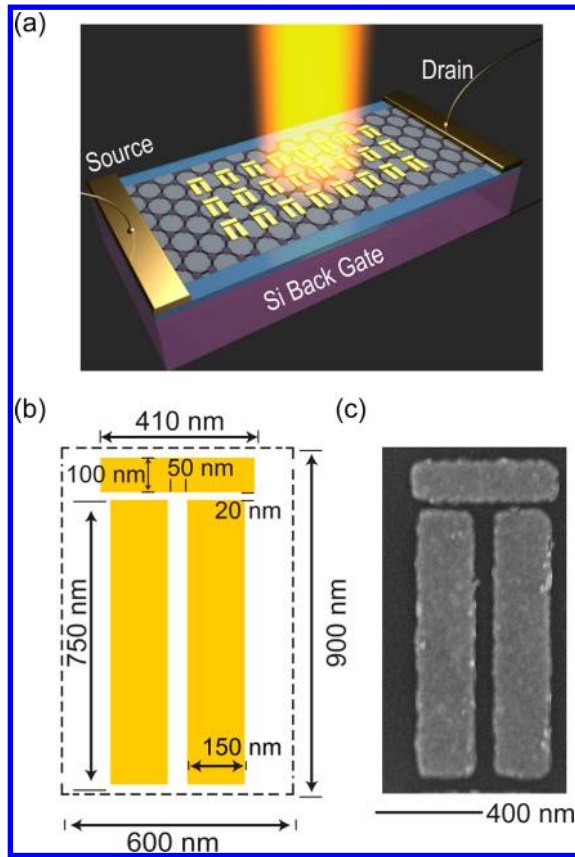 (a)
Drain
Source
Si Back Gate
(b)
(c)
410 nm
100 nm
50 nm
20 nm
750 nm
900 nm
150 nm
600 nm
400 nm